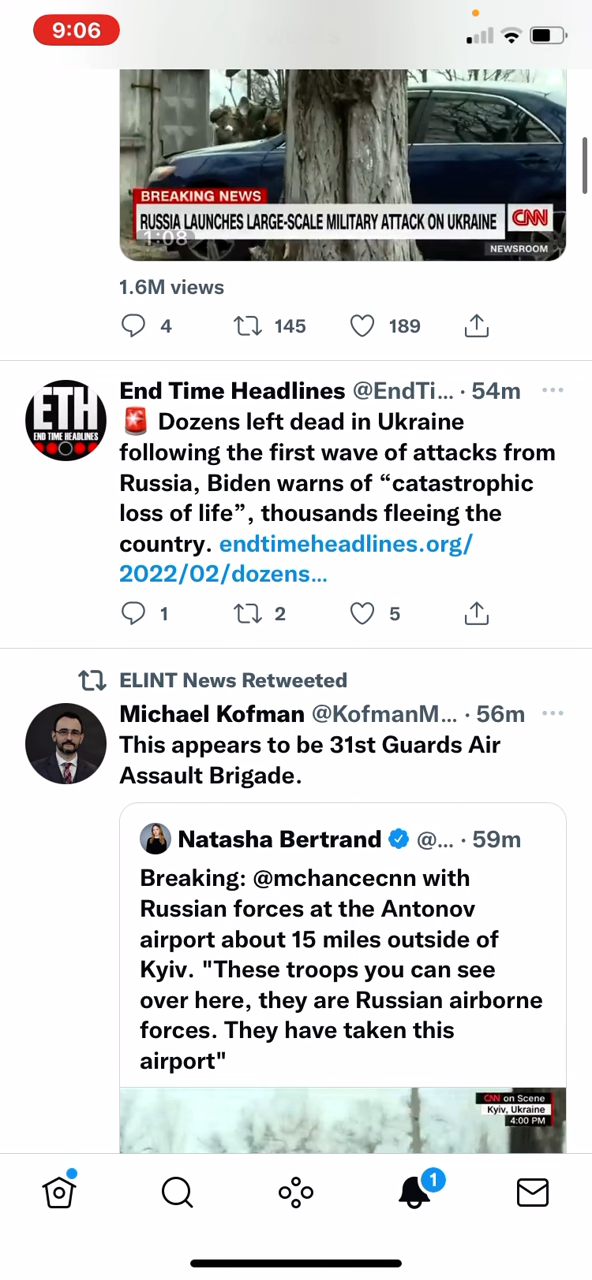 9:06
BREAKING NEWS
RUSSIA LAUNCHES LARGE-SCALE MILITARY ATTACK ON UKRAINE CNN
1:08
NEWSROOM
1.6M views
4 145 189
ETH
END TIME HEADLINES
End Time Headlines @EndTi... · 54m
🚨 Dozens left dead in Ukraine
following the first wave of attacks from
Russia, Biden warns of “catastrophic
loss of life”, thousands fleeing the
country. endtimeheadlines.org/
2022/02/dozens…
1 2 5
ELINT News Retweeted
Michael Kofman @KofmanM... · 56m
This appears to be 31st Guards Air
Assault Brigade.
Natasha Bertrand @... · 59m
Breaking: @mchancecnn with
Russian forces at the Antonov
airport about 15 miles outside of
Kyiv. "These troops you can see
over here, they are Russian airborne
forces. They have taken this
airport"
CNN on Scene
Kyiv, Ukraine
4:00 PM
1